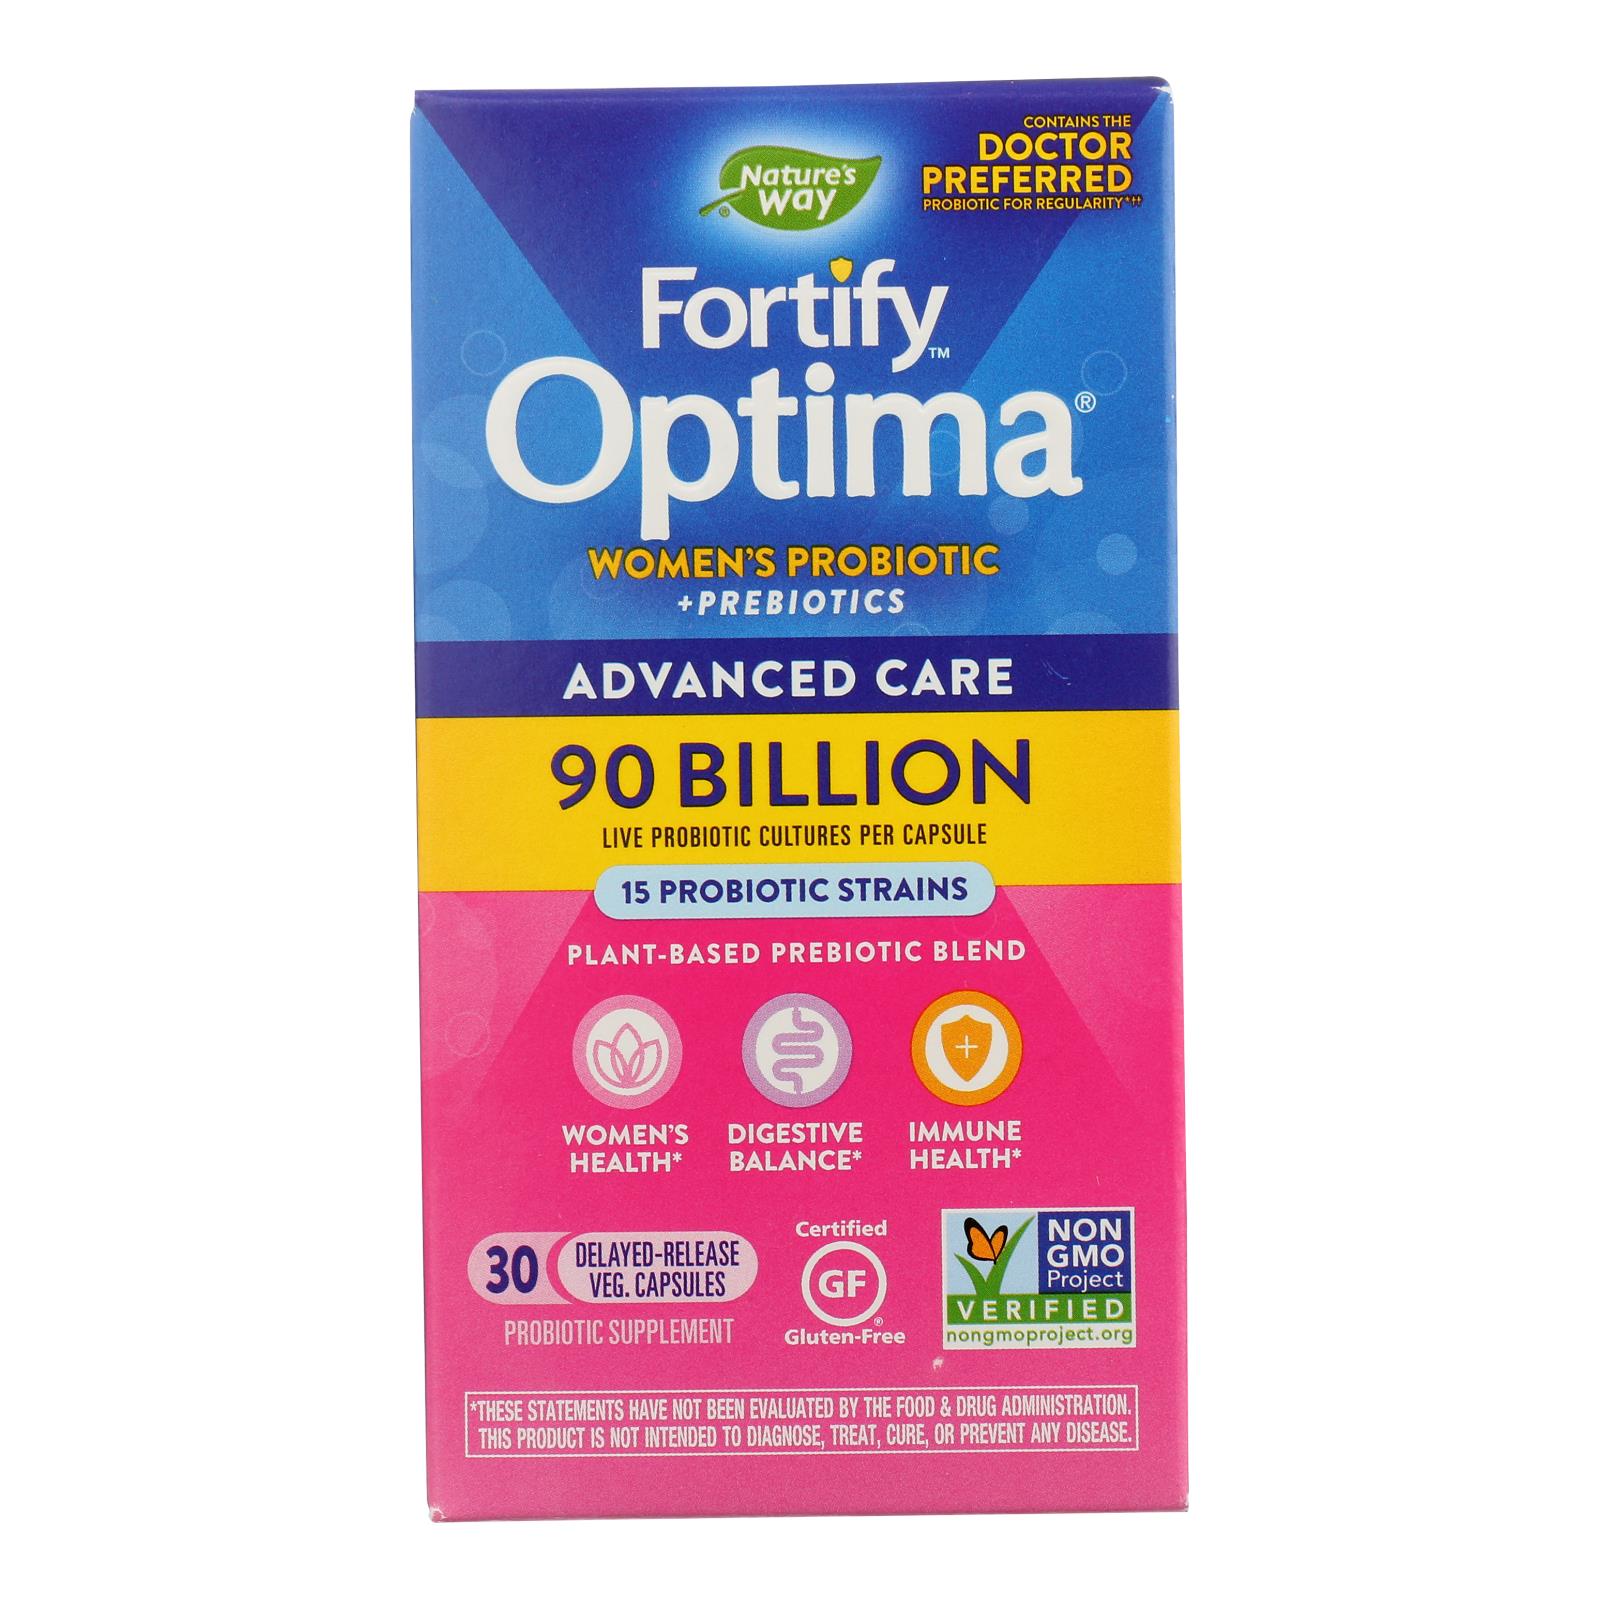 Nature's
Way®
CONTAINS THE
DOCTOR
PREFERRED
PROBIOTIC FOR REGULARITY*††
Fortify™
Optima®
WOMEN'S PROBIOTIC
+PREBIOTICS
ADVANCED CARE
90 BILLION
LIVE PROBIOTIC CULTURES PER CAPSULE
15 PROBIOTIC STRAINS
PLANT-BASED PREBIOTIC BLEND
WOMEN'S
HEALTH*
DIGESTIVE
BALANCE*
IMMUNE
HEALTH*
30
DELAYED-RELEASE
VEG. CAPSULES
PROBIOTIC SUPPLEMENT
Certified
GF®
Gluten-Free
NON
GMO
Project
VERIFIED
nongmoproject.org
*THESE STATEMENTS HAVE NOT BEEN EVALUATED BY THE FOOD & DRUG ADMINISTRATION.
THIS PRODUCT IS NOT INTENDED TO DIAGNOSE, TREAT, CURE, OR PREVENT ANY DISEASE.